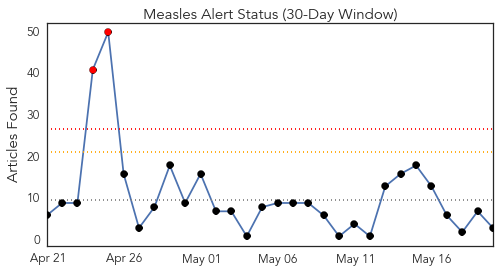 Measles Alert Status (30-Day Window)
Articles Found
50
40
30
20
10
0
Apr 21
Apr 26
May 01
May 06
May 11
May 16